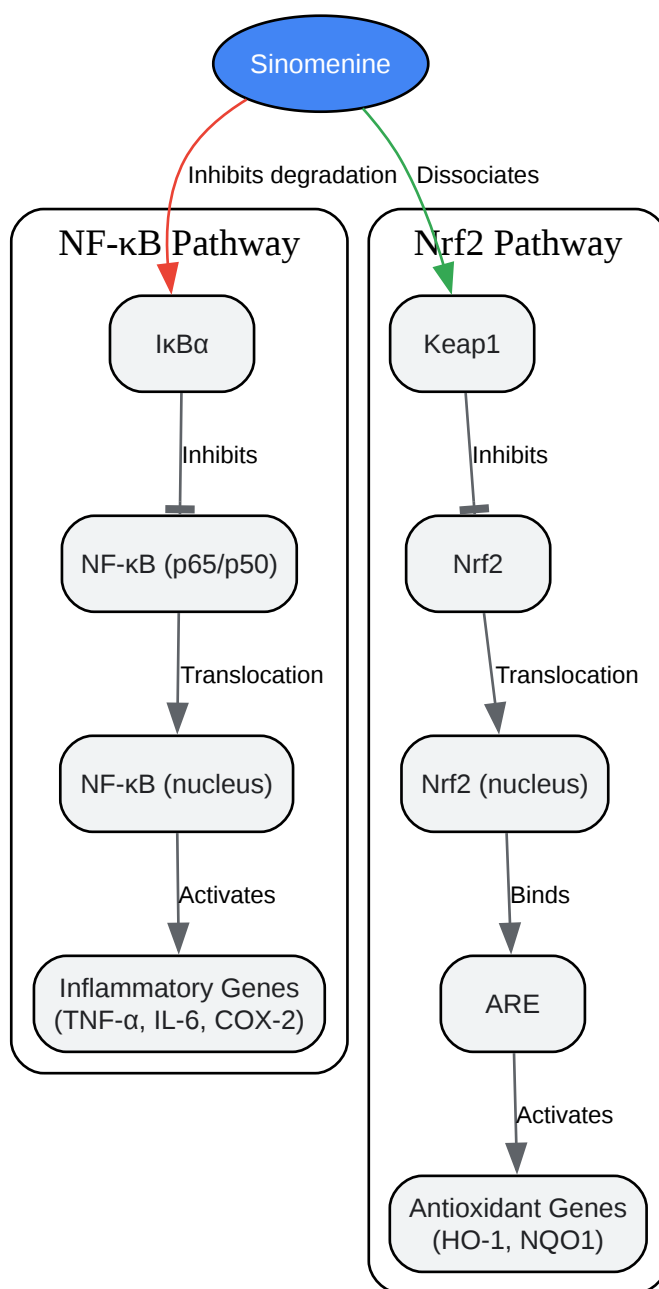 Sinomenine
Inhibits degradation
Dissociates
NF-κB Pathway
IκBα
Inhibits
NF-κB (p65/p50)
Translocation
NF-κB (nucleus)
Activates
Inflammatory Genes
(TNF-α, IL-6, COX-2)
Nrf2 Pathway
Keap1
Inhibits
Nrf2
Translocation
Nrf2 (nucleus)
Binds
ARE
Activates
Antioxidant Genes
(HO-1, NQO1)